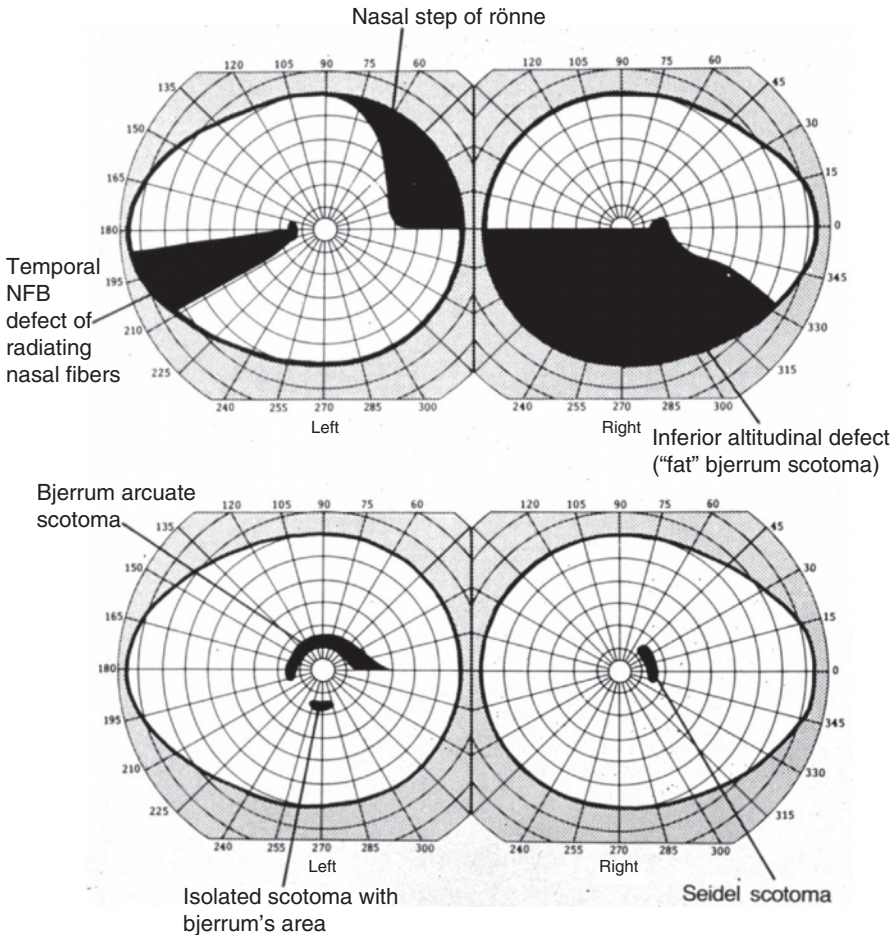 Nasal step of rönne
120 105 90 75 60
120 105 90 75 60
135
45
150
30
165
15
180
0
Temporal
NFB
defect of
radiating
nasal fibers
195
345
210
330
225
315
240 255 270 285 300
240 255 270 285 300
Left
Right
Inferior altitudinal defect
(“fat” bjerrum scotoma)
Bjerrum arcuate
scotoma
120 105 90 75 60
120 105 90 75 60
135
45
150
30
165
15
180
0
195
345
210
330
225
315
240 255 270 285 300
240 255 270 285 300
Left
Right
Isolated scotoma with
bjerrum's area
Seidel scotoma